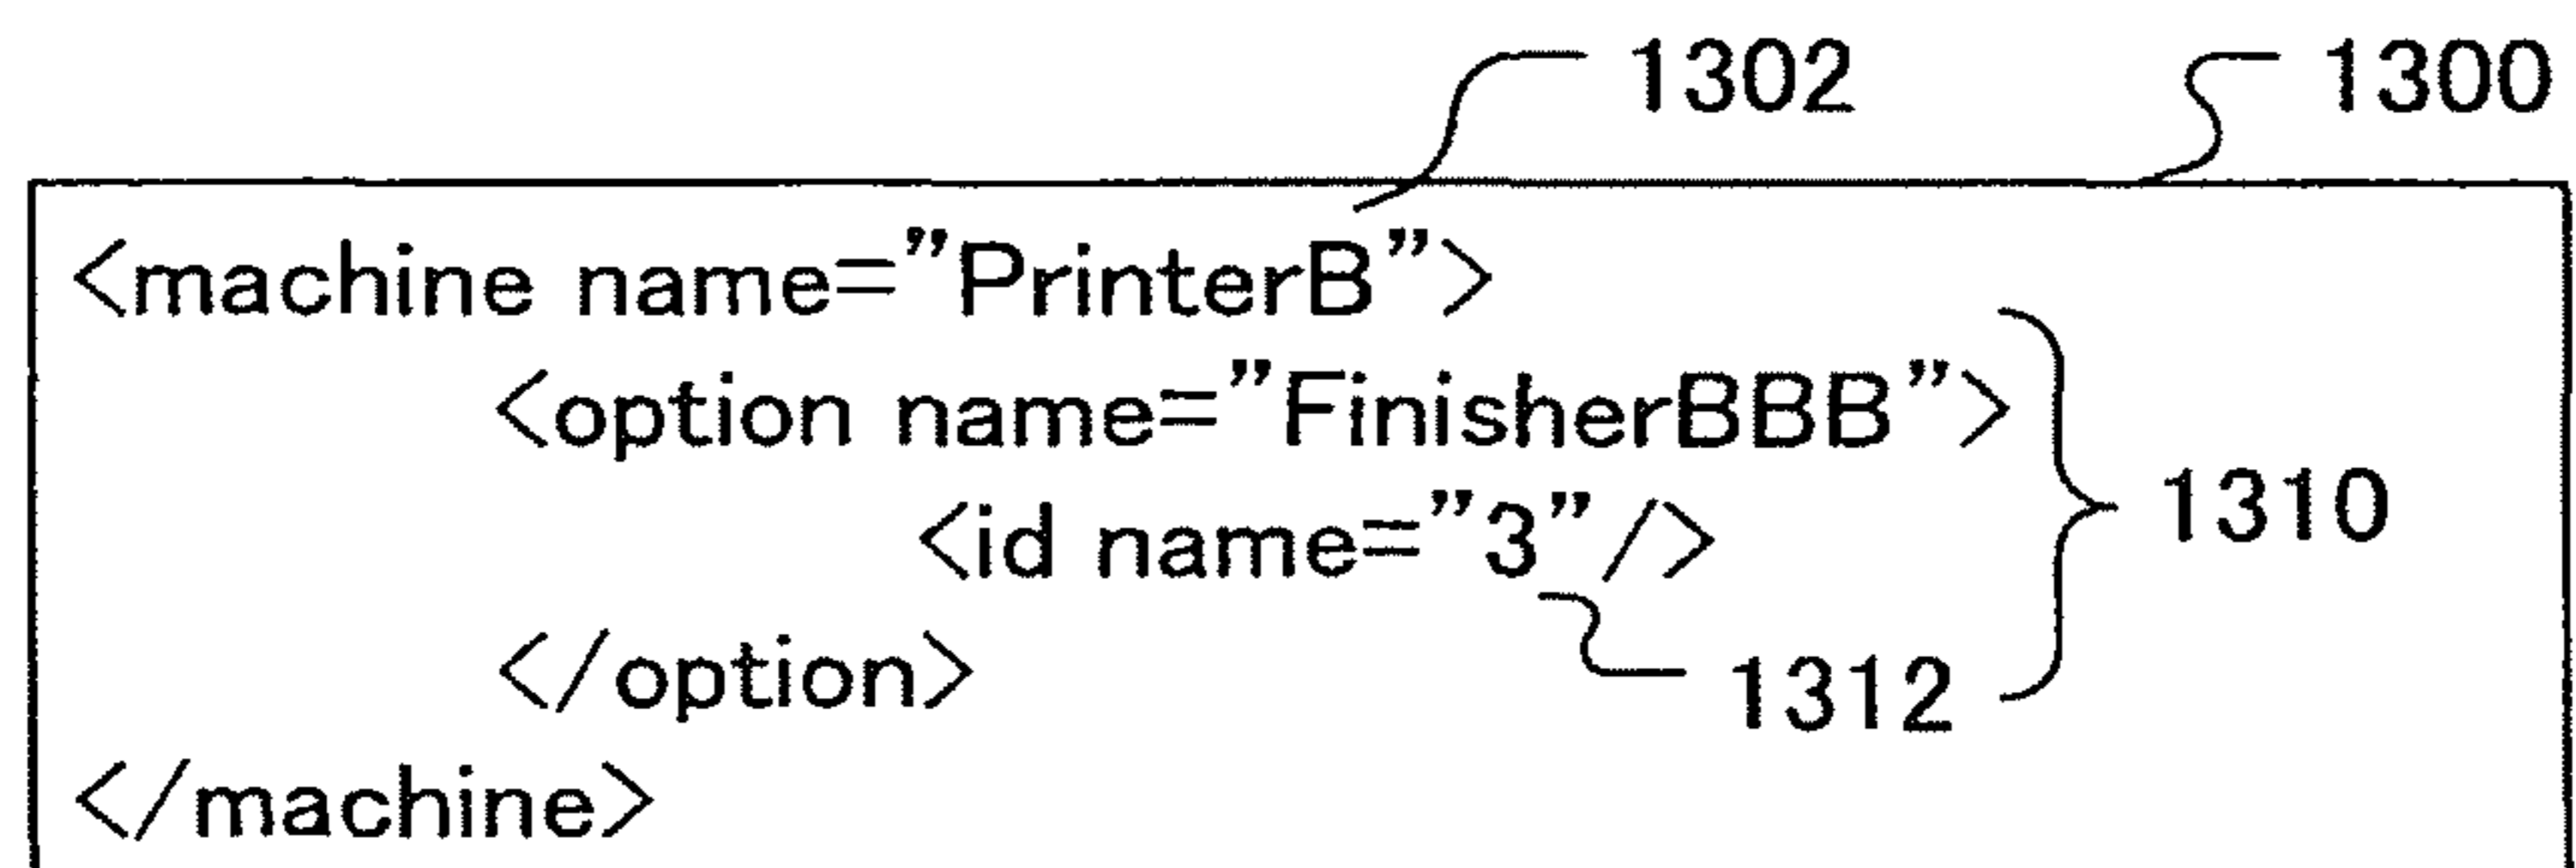 1302 1300
<machine name=”PrinterB”>
<option name=”FinisherBBB”>
<id name=”3”/>
1310
</option>
1312
</machine>